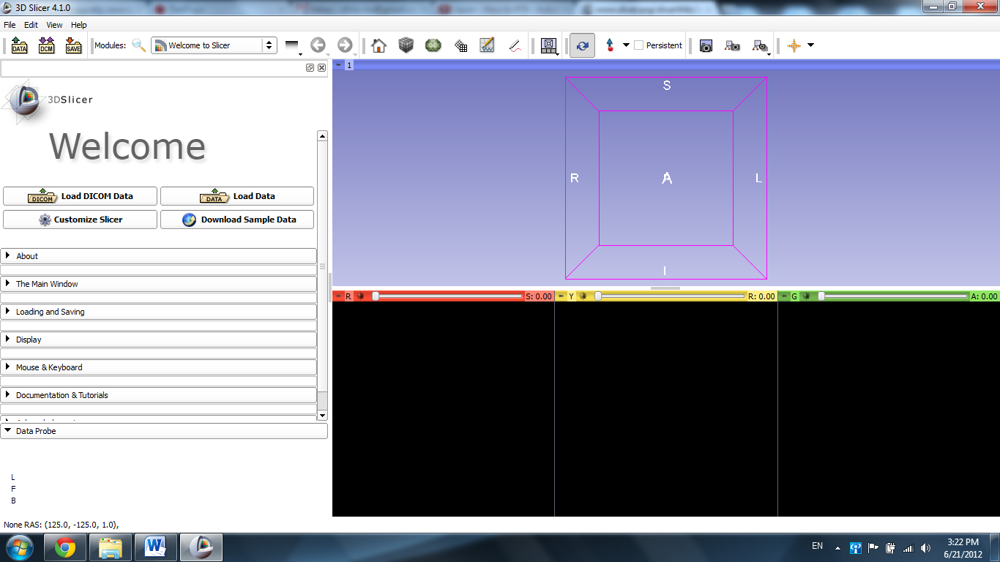 3D Slicer 4.1.0
File Edit View Help
DATA DCM SAVE Modules: Welcome to Slicer Persistent
1
3DSlicer
Welcome
DICOM Load DICOM Data DATA Load Data
Customize Slicer Download Sample Data
About
The Main Window
Loading and Saving
Display
Mouse & Keyboard
Documentation & Tutorials
Data Probe
L
F
B
None RAS: (125.0, -125.0, 1.0),
S
R A L
I
R S: 0.00 Y R: 0.00 G A: 0.00
EN 3:22 PM
6/21/2012